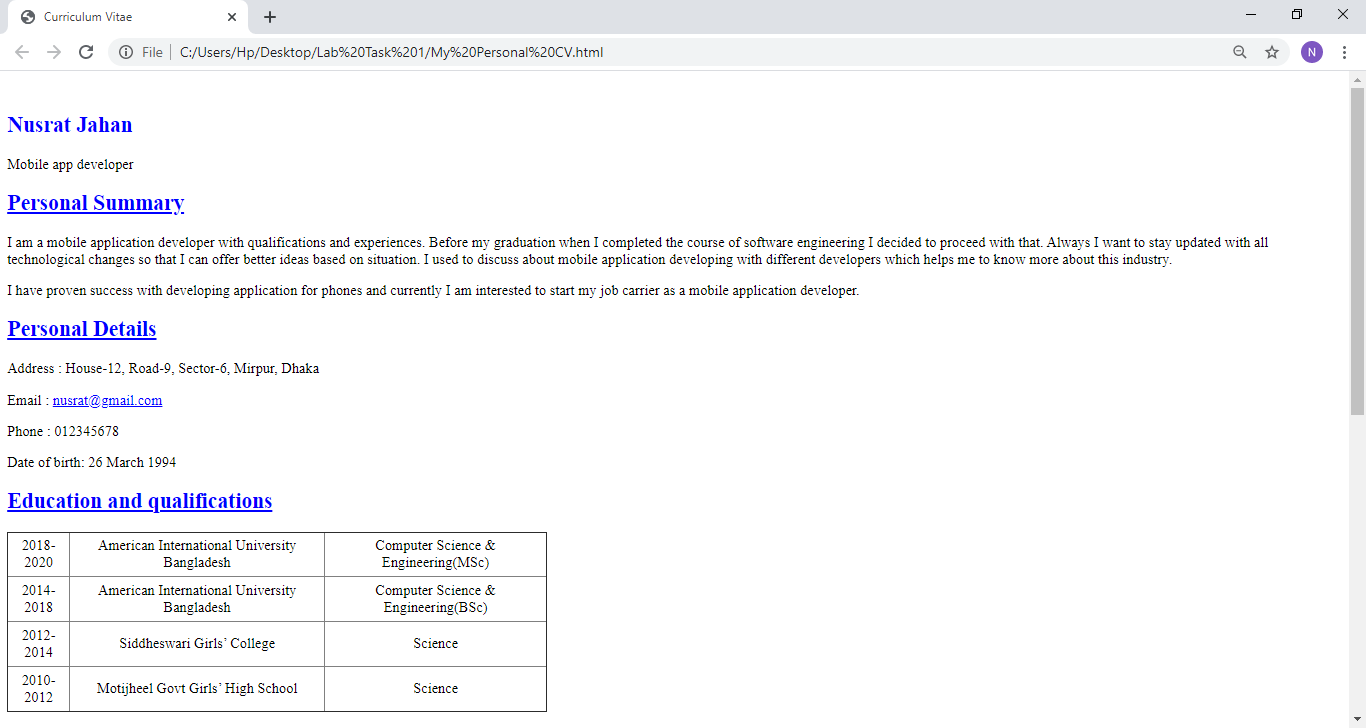 Curriculum Vitae
File | C:/Users/Hp/Desktop/Lab%20Task%201/My%20Personal%20CV.html
N
Nusrat Jahan
Mobile app developer
Personal Summary
I am a mobile application developer with qualifications and experiences. Before my graduation when I completed the course of software engineering I decided to proceed with that. Always I want to stay updated with all
technological changes so that I can offer better ideas based on situation. I used to discuss about mobile application developing with different developers which helps me to know more about this industry.
I have proven success with developing application for phones and currently I am interested to start my job carrier as a mobile application developer.
Personal Details
Address : House-12, Road-9, Sector-6, Mirpur, Dhaka
Email : nusrat@gmail.com
Phone : 012345678
Date of birth: 26 March 1994
Education and qualifications
2018-
2020
American International University
Bangladesh
Computer Science &
Engineering(MSc)
2014-
2018
American International University
Bangladesh
Computer Science &
Engineering(BSc)
2012-
2014
Siddheswari Girls’ College
Science
2010-
2012
Motijheel Govt Girls’ High School
Science